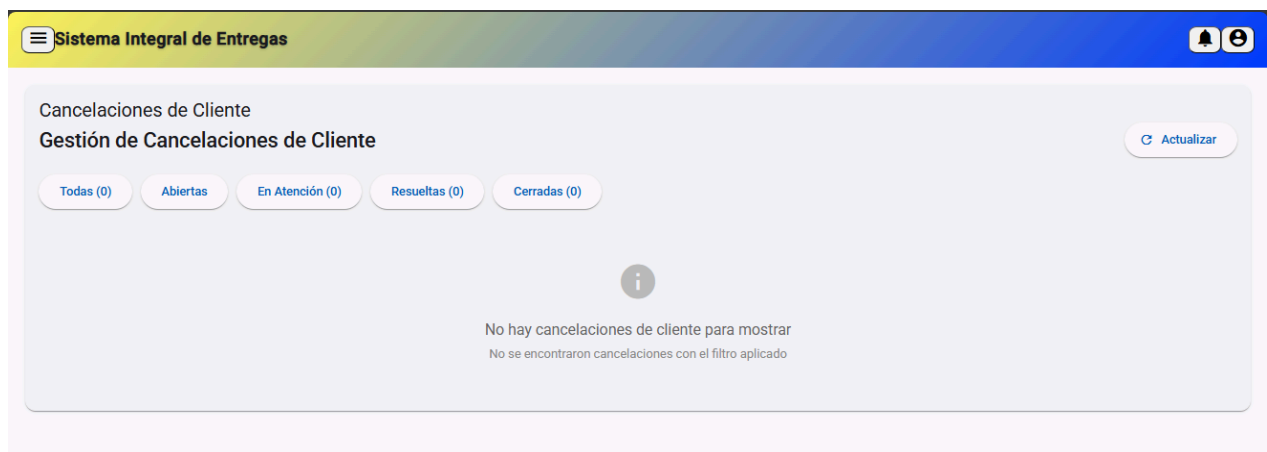 Sistema Integral de Entregas
Cancelaciones de Cliente
Gestión de Cancelaciones de Cliente
Actualizar
Todas (0)
Abiertas
En Atención (0)
Resueltas (0)
Cerradas (0)
No hay cancelaciones de cliente para mostrar
No se encontraron cancelaciones con el filtro aplicado